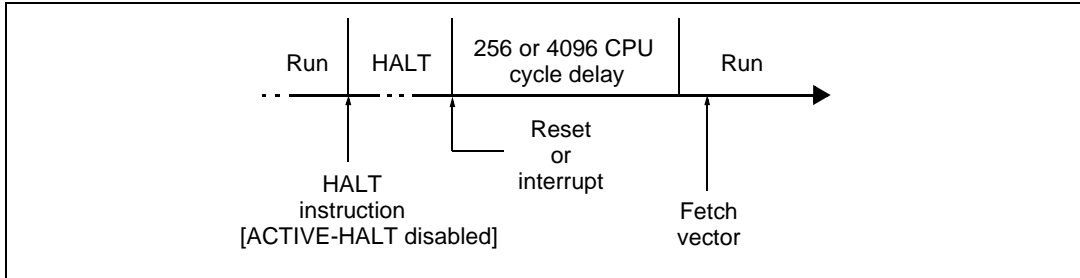 Run
HALT
256 or 4096 CPU
cycle delay
Run
Reset
or
interrupt
HALT
instruction
[ACTIVE-HALT disabled]
Fetch
vector